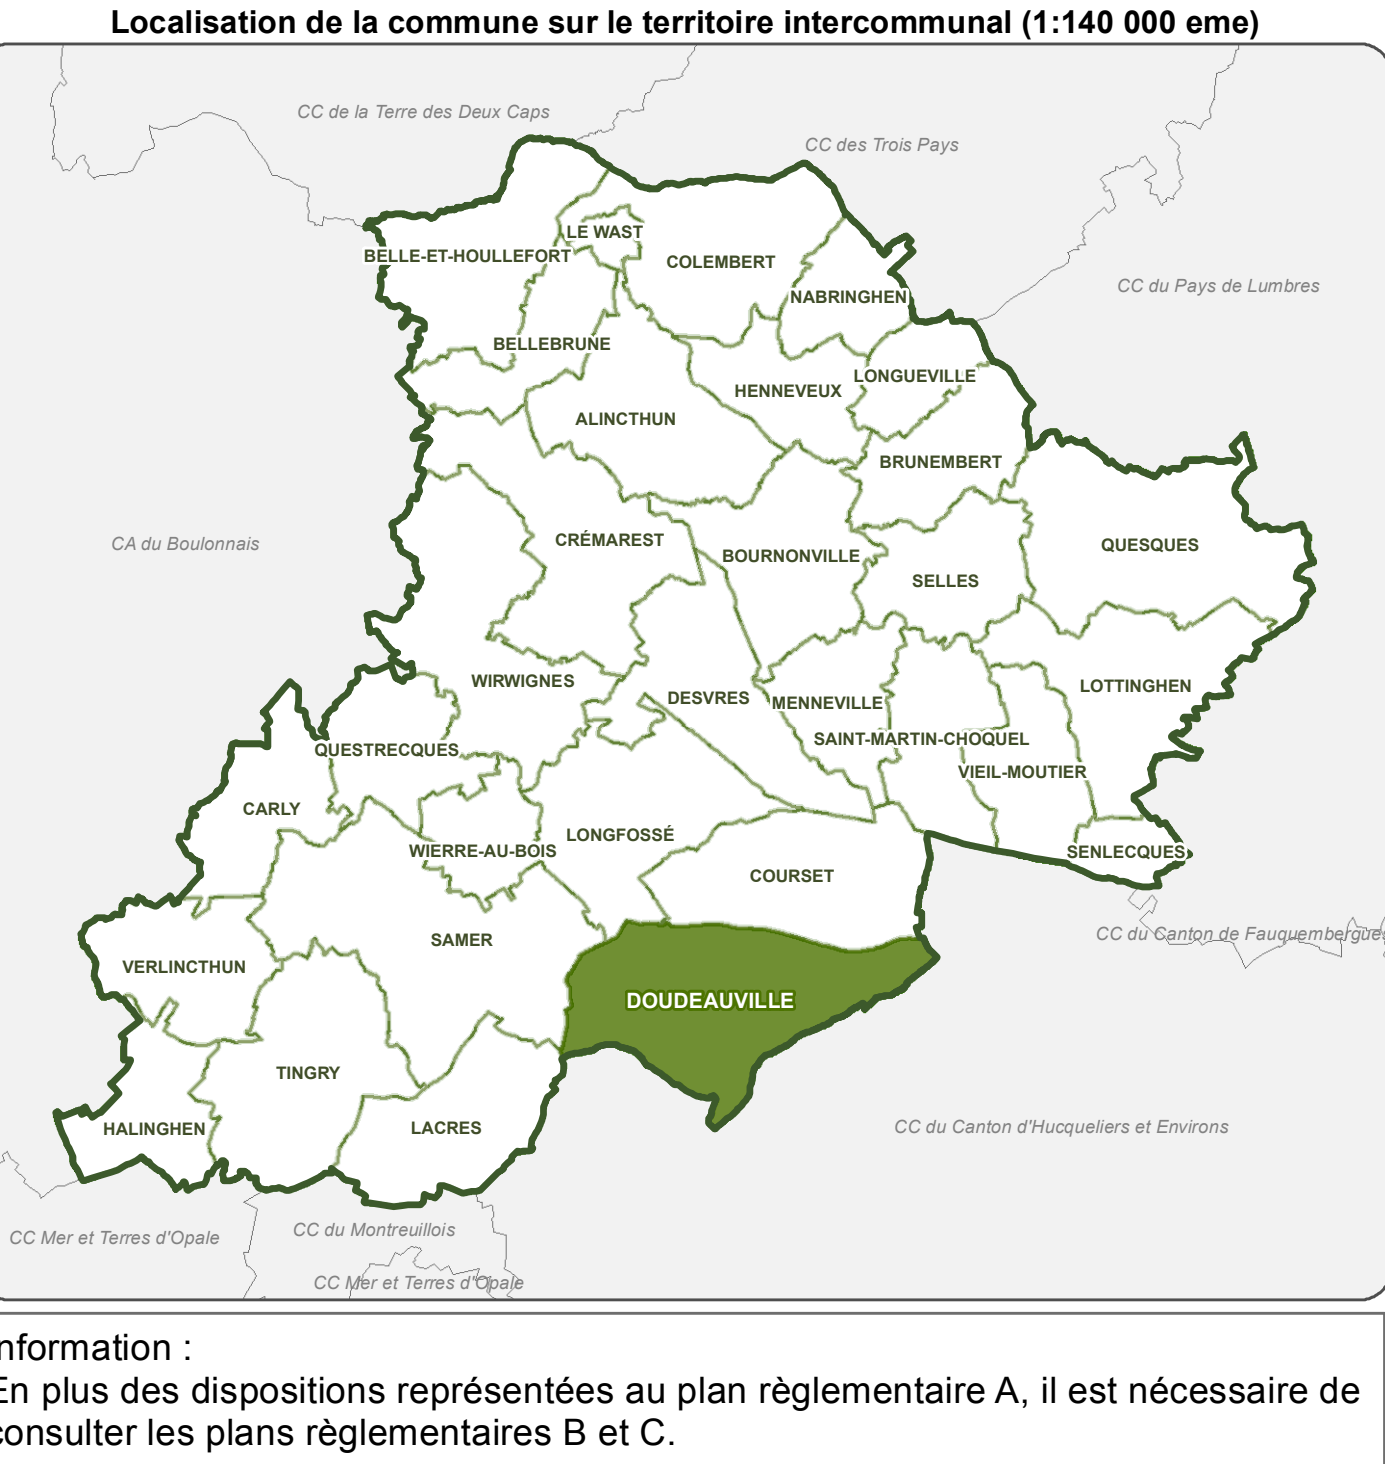 Localisation de la commune sur le territoire intercommunal (1:140 000 eme)
CC de la Terre des Deux Caps
CC des Trois Pays
LE WAST
BELLE-ET-HOULLEFORT
COLEMBERT
CC du Pays de Lumbres
NABRINGHEN
BELLEBRUNE
LONGUEVILLE
HENNEVEUX
ALINCTHUN
BRUNEMBERT
CRÉMAREST
CA du Boulonnais
QUESQUES
BOURNONVILLE
SELLES
WIRWIGNES
LOTTINGHEN
DESVRES
MENNEVILLE
SAINT-MARTIN-CHOQUEL
QUESTRECQUES
VIEIL-MOUTIER
CARLY
LONGFOSSÉ
WIERRE-AU-BOIS
SENLECQUES
COURSET
CC du Canton de Fauquembergues
SAMER
VERLINCTHUN
DOUDEAUVILLE
TINGRY
CC du Canton d'Hucqueliers et Environs
LACRES
HALINGHEN
CC du Montreuillois
CC Mer et Terres d'Opale
CC Mer et Terres d'Opale
nformation :
En plus des dispositions représentées au plan règlementaire A, il est nécessaire de
consulter les plans règlementaires B et C.